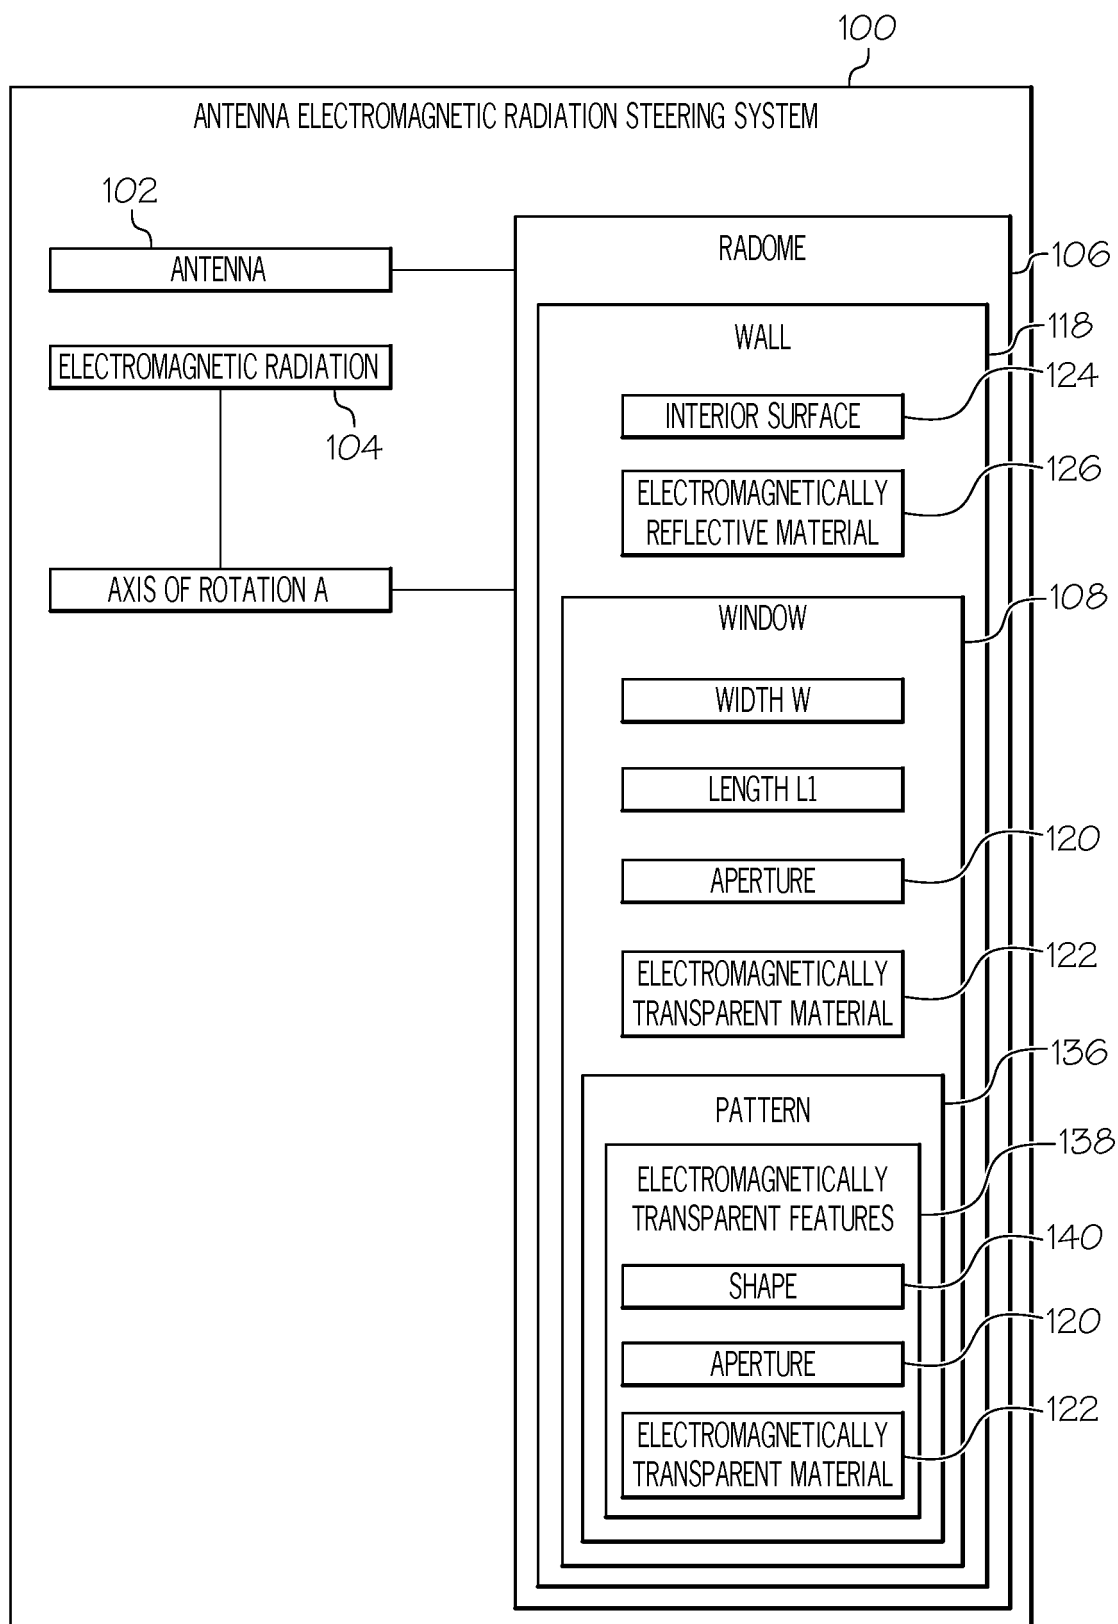 100
ANTENNA ELECTROMAGNETIC RADIATION STEERING SYSTEM
102
ANTENNA
RADOME
106
ELECTROMAGNETIC RADIATION
104
WALL
118
INTERIOR SURFACE
124
ELECTROMAGNETICALLY
REFLECTIVE MATERIAL
126
AXIS OF ROTATION A
WINDOW
108
WIDTH W
LENGTH L1
APERTURE
120
ELECTROMAGNETICALLY
TRANSPARENT MATERIAL
122
PATTERN
136
ELECTROMAGNETICALLY
TRANSPARENT FEATURES
138
SHAPE
140
APERTURE
120
ELECTROMAGNETICALLY
TRANSPARENT MATERIAL
122